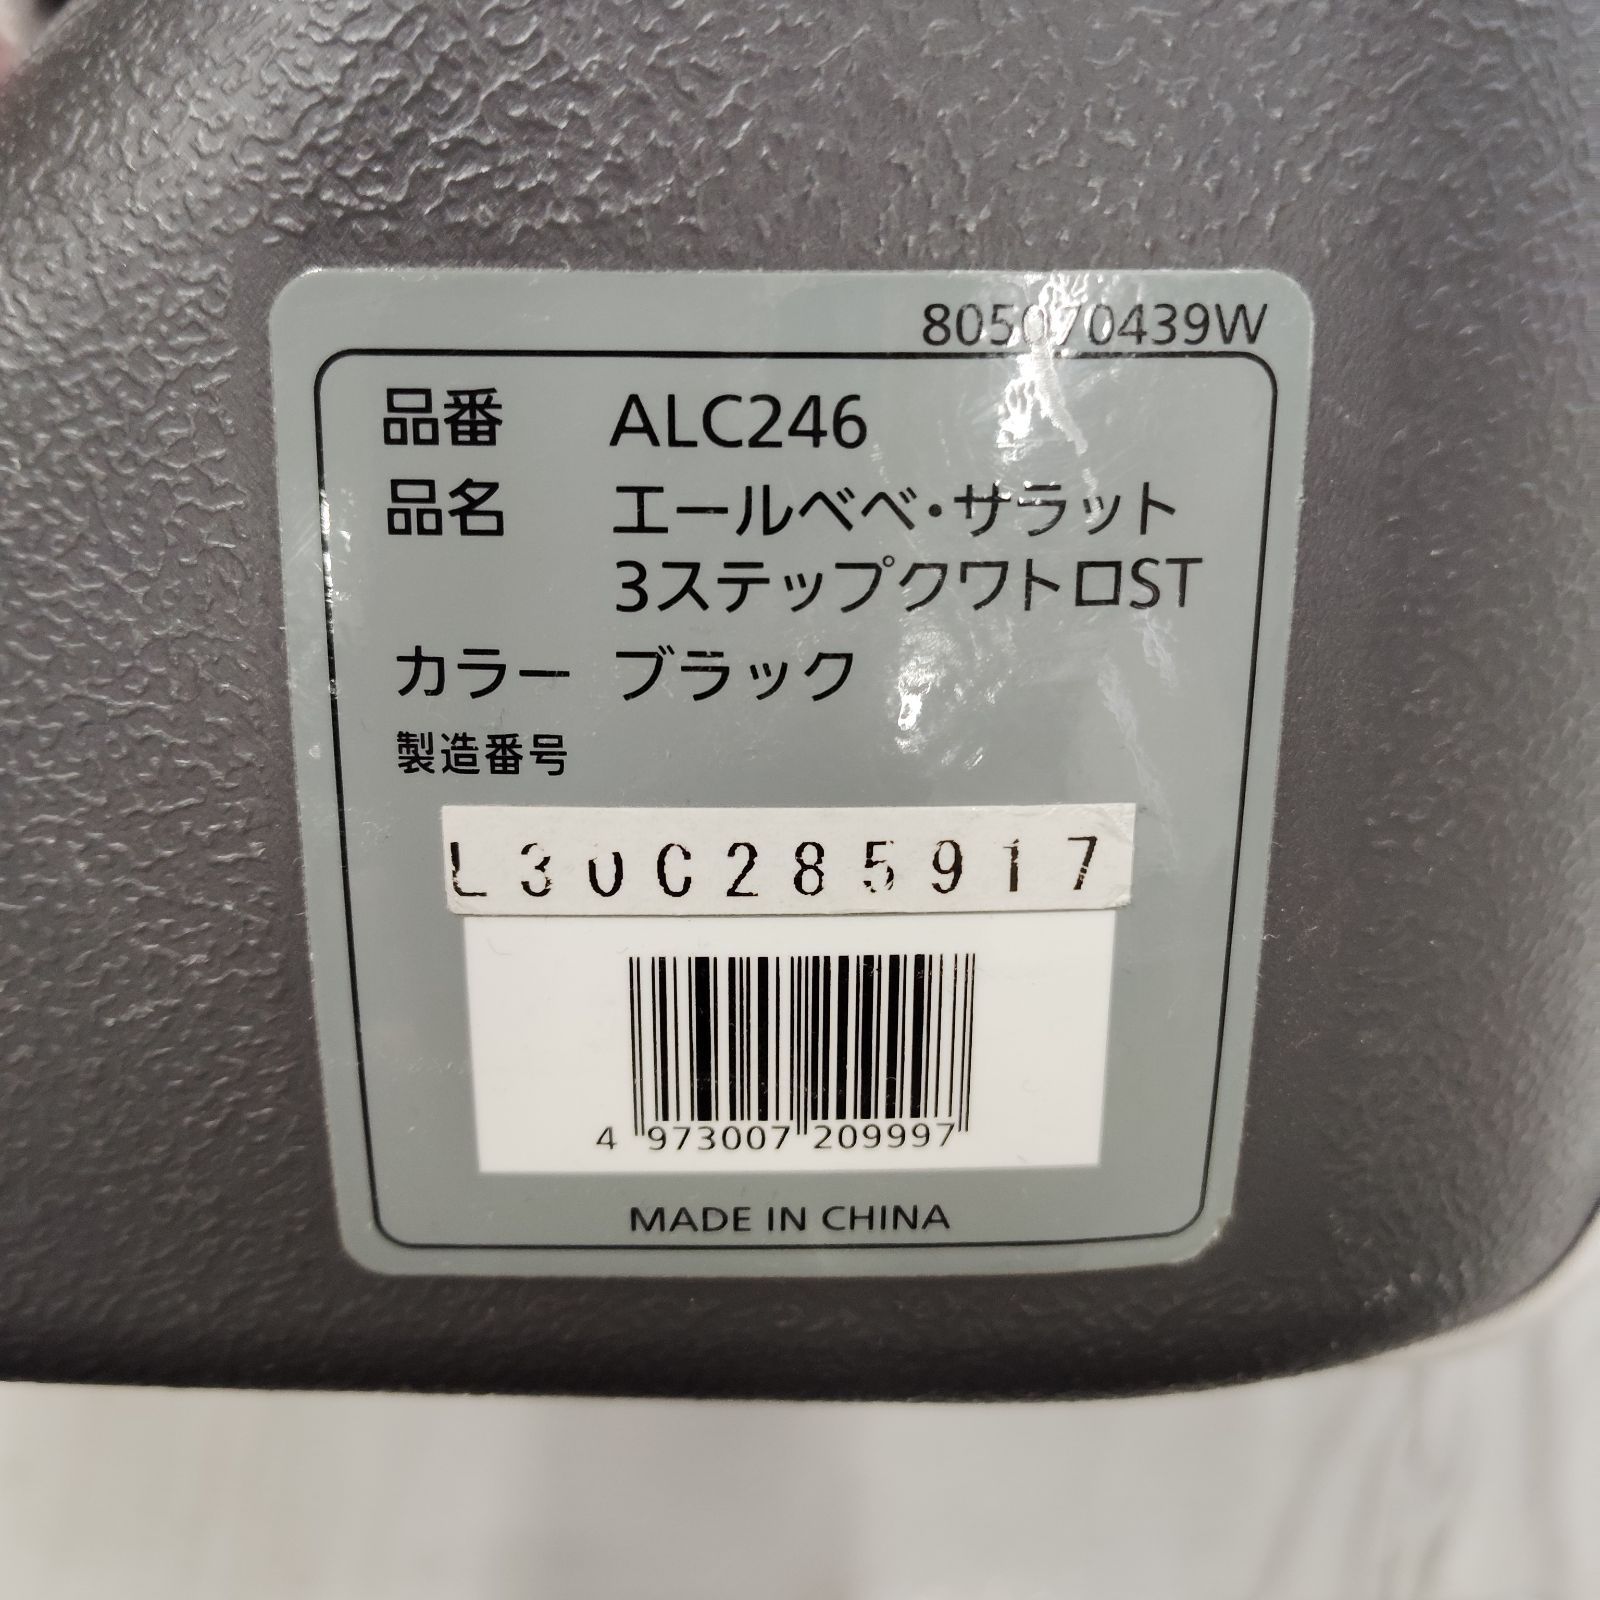 805070439W
品番 ALC246
品名 エールベベ・サラット
3ステップクワトロST
カラー ブラック
製造番号
L30C285917
4 973007 209997
MADE IN CHINA